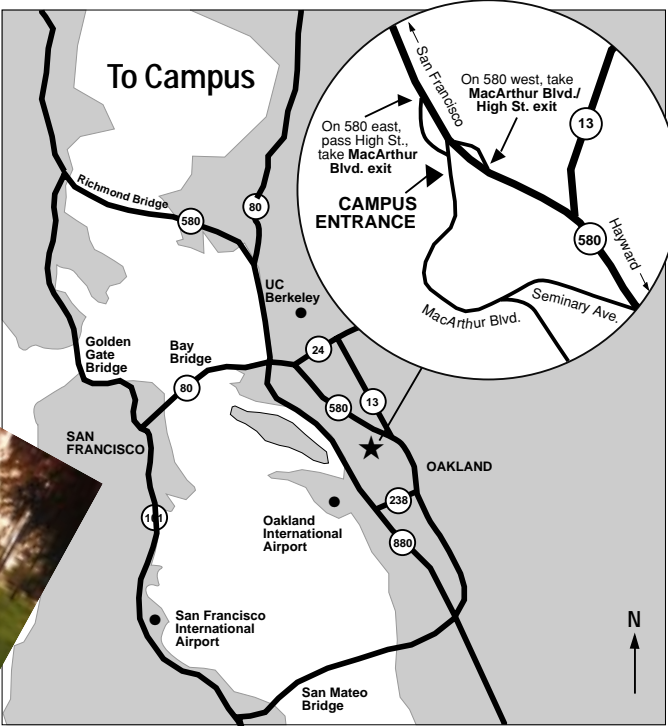 To Campus
San Francisco
On 580 west, take
MacArthur Blvd./
High St. exit
On 580 east,
pass High St.,
take MacArthur
Blvd. exit
13
CAMPUS
ENTRANCE
580
Hayward
Seminary Ave.
MacArthur Blvd.
Richmond Bridge
580
80
UC
Berkeley
Golden
Gate
Bridge
Bay
Bridge
24
80
580
13
SAN
FRANCISCO
OAKLAND
238
101
Oakland
International
Airport
880
San Francisco
International
Airport
N
San Mateo
Bridge